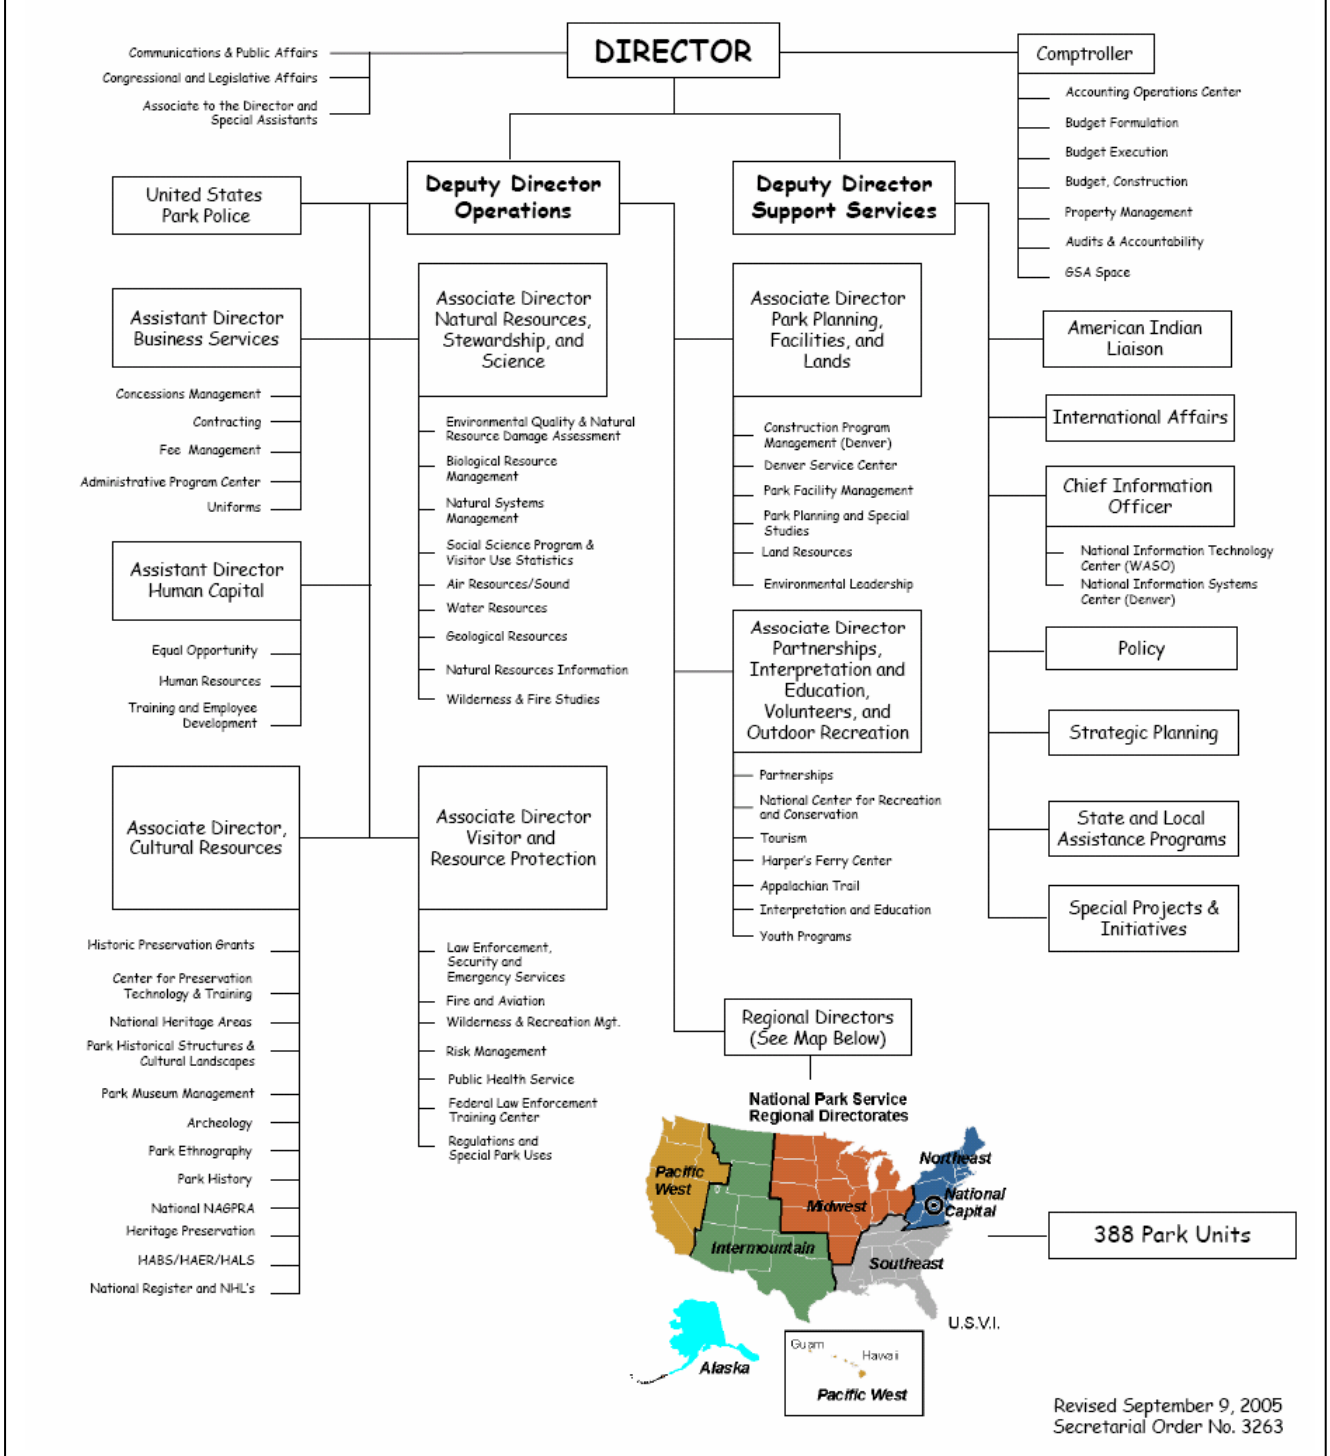 DIRECTOR
Communications & Public Affairs
Congressional and Legislative Affairs
Associate to the Director and
Special Assistants
Comptroller
Accounting Operations Center
Budget Formulation
Budget Execution
Budget, Construction
Property Management
Audits & Accountability
GSA Space
United States
Park Police
Deputy Director
Operations
Deputy Director
Support Services
Assistant Director
Business Services
Concessions Management
Contracting
Fee Management
Administrative Program Center
Uniforms
Assistant Director
Human Capital
Equal Opportunity
Human Resources
Training and Employee
Development
Associate Director,
Cultural Resources
Historic Preservation Grants
Center for Preservation
Technology & Training
National Heritage Areas
Park Historical Structures &
Cultural Landscapes
Park Museum Management
Archeology
Park Ethnography
Park History
National NAGPRA
Heritage Preservation
HABS/HAER/HALS
National Register and NHL's
Associate Director
Natural Resources,
Stewardship, and
Science
Environmental Quality & Natural
Resource Damage Assessment
Biological Resource
Management
Natural Systems
Management
Social Science Program &
Visitor Use Statistics
Air Resources/Sound
Water Resources
Geological Resources
Natural Resources Information
Wilderness & Fire Studies
Associate Director
Visitor and
Resource Protection
Law Enforcement,
Security and
Emergency Services
Fire and Aviation
Wilderness & Recreation Mgt.
Risk Management
Public Health Service
Federal Law Enforcement
Training Center
Regulations and
Special Park Uses
Associate Director
Park Planning,
Facilities, and
Lands
Construction Program
Management (Denver)
Denver Service Center
Park Facility Management
Park Planning and Special
Studies
Land Resources
Environmental Leadership
Associate Director
Partnerships,
Interpretation and
Education,
Volunteers, and
Outdoor Recreation
Partnerships
National Center for Recreation
and Conservation
Tourism
Harper's Ferry Center
Appalachian Trail
Interpretation and Education
Youth Programs
American Indian
Liaison
International Affairs
Chief Information
Officer
National Information Technology
Center (WASO)
National Information Systems
Center (Denver)
Policy
Strategic Planning
State and Local
Assistance Programs
Special Projects &
Initiatives
Regional Directors
(See Map Below)
National Park Service
Regional Directorates
Pacific
West
Intermountain
Midwest
Northeast
National
Capital
Southeast
U.S.V.I.
Alaska
Guam
Hawaii
Pacific West
388 Park Units
Revised September 9, 2005
Secretarial Order No. 3263